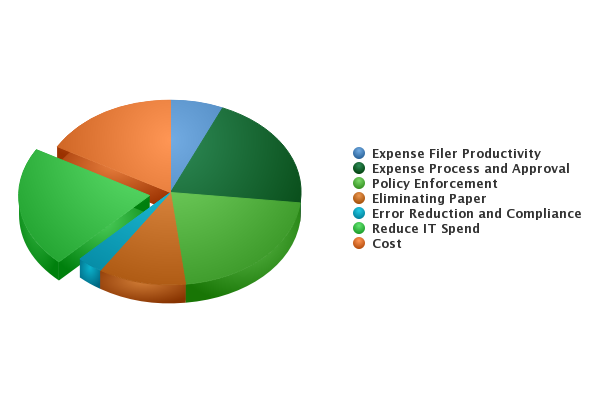 Expense Filer Productivity
Expense Process and Approval
Policy Enforcement
Eliminating Paper
Error Reduction and Compliance
Reduce IT Spend
Cost